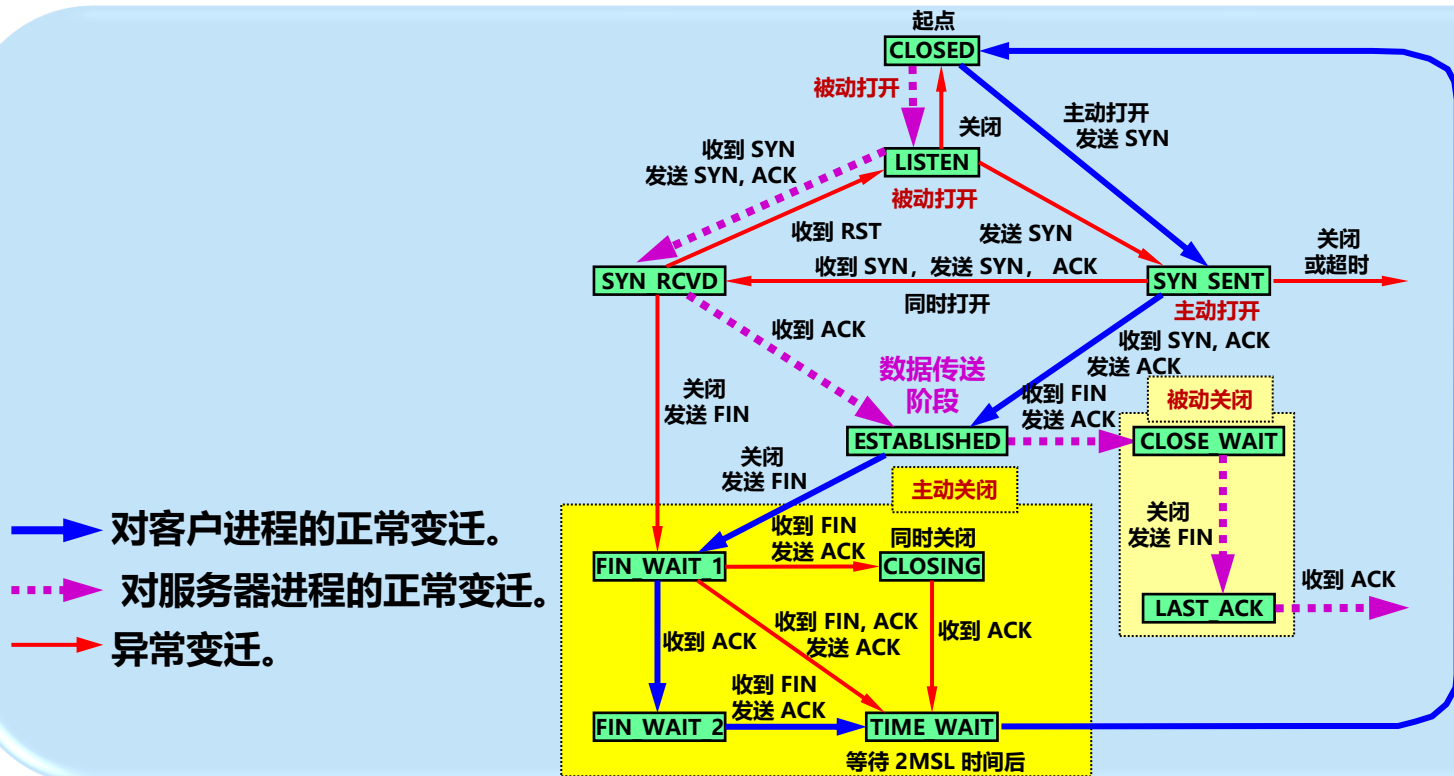 起点
CLOSED
被动打开
关闭
主动打开
发送 SYN
收到 SYN
发送 SYN, ACK
LISTEN
被动打开
收到 RST
发送 SYN
关闭
或超时
收到 SYN，发送 SYN， ACK
SYN_RCVD
SYN_SENT
同时打开
主动打开
收到 ACK
收到 SYN, ACK
发送 ACK
数据传送
阶段
关闭
发送 FIN
收到 FIN
发送 ACK
被动关闭
ESTABLISHED
CLOSE_WAIT
关闭
发送 FIN
主动关闭
关闭
发送 FIN
对客户进程的正常变迁。
收到 FIN
发送 ACK
同时关闭
FIN_WAIT_1
CLOSING
收到 ACK
对服务器进程的正常变迁。
LAST_ACK
收到 FIN, ACK
发送 ACK
收到 ACK
收到 ACK
异常变迁。
收到 FIN
发送 ACK
FIN_WAIT_2
TIME_WAIT
等待 2MSL 时间后